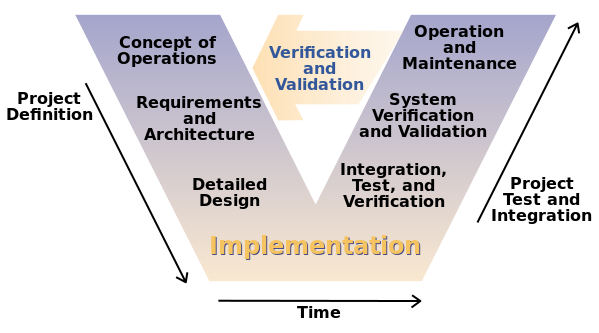 Concept of
Operations
Verification
and
Validation
Operation
and
Maintenance
Project
Definition
Requirements
and
Architecture
System
Verification
and Validation
Detailed
Design
Integration,
Test, and
Verification
Project
Test and
Integration
Implementation
Time